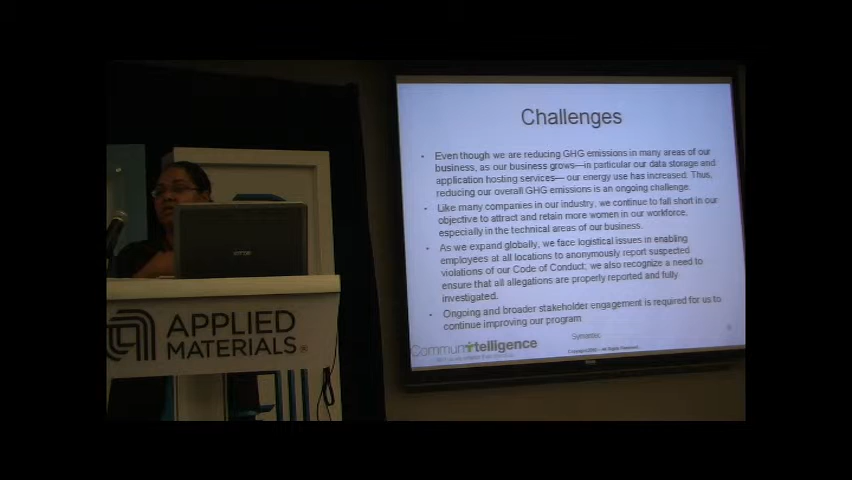 Challenges
• Even though we are reducing GHG emissions in many areas of our
business, as our business grows—in particular our data storage and
application hosting services— our energy use has increased. Thus,
reducing our overall GHG emissions is an ongoing challenge.
• Like many companies in our industry, we continue to fall short in our
objective to attract and retain more women in our workforce,
especially in the technical areas of our business.
• As we expand globally, we face logistical issues in enabling
employees at all locations to anonymously report suspected
violations of our Code of Conduct; we also recognize a need to
ensure that all allegations are properly reported and fully
investigated.
• Ongoing and broader stakeholder engagement is required for us to
continue improving our program
Symantec
Communitelligence
All Rights Reserved
APPLIED
MATERIALS®